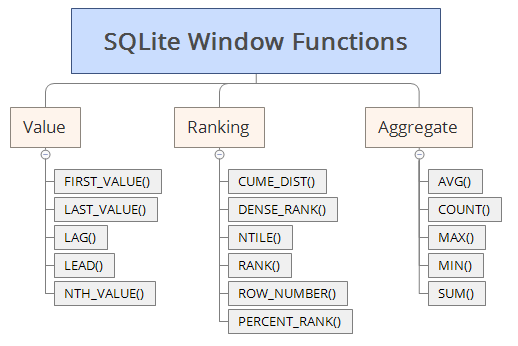 SQLite Window Functions
Value
FIRST_VALUE()
LAST_VALUE()
LAG()
LEAD()
NTH_VALUE()
Ranking
CUME_DIST()
DENSE_RANK()
NTILE()
RANK()
ROW_NUMBER()
PERCENT_RANK()
Aggregate
AVG()
COUNT()
MAX()
MIN()
SUM()